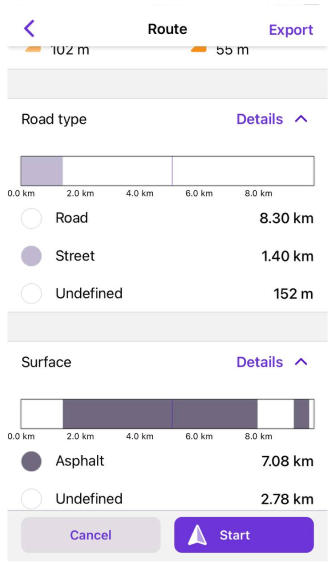 Route
Export
102 m
55 m
Road type
Details
0.0 km 2.0 km 4.0 km 6.0 km 8.0 km
Road 8.30 km
Street 1.40 km
Undefined 152 m
Surface
Details
0.0 km 2.0 km 4.0 km 6.0 km 8.0 km
Asphalt 7.08 km
Undefined 2.78 km
Cancel
Start